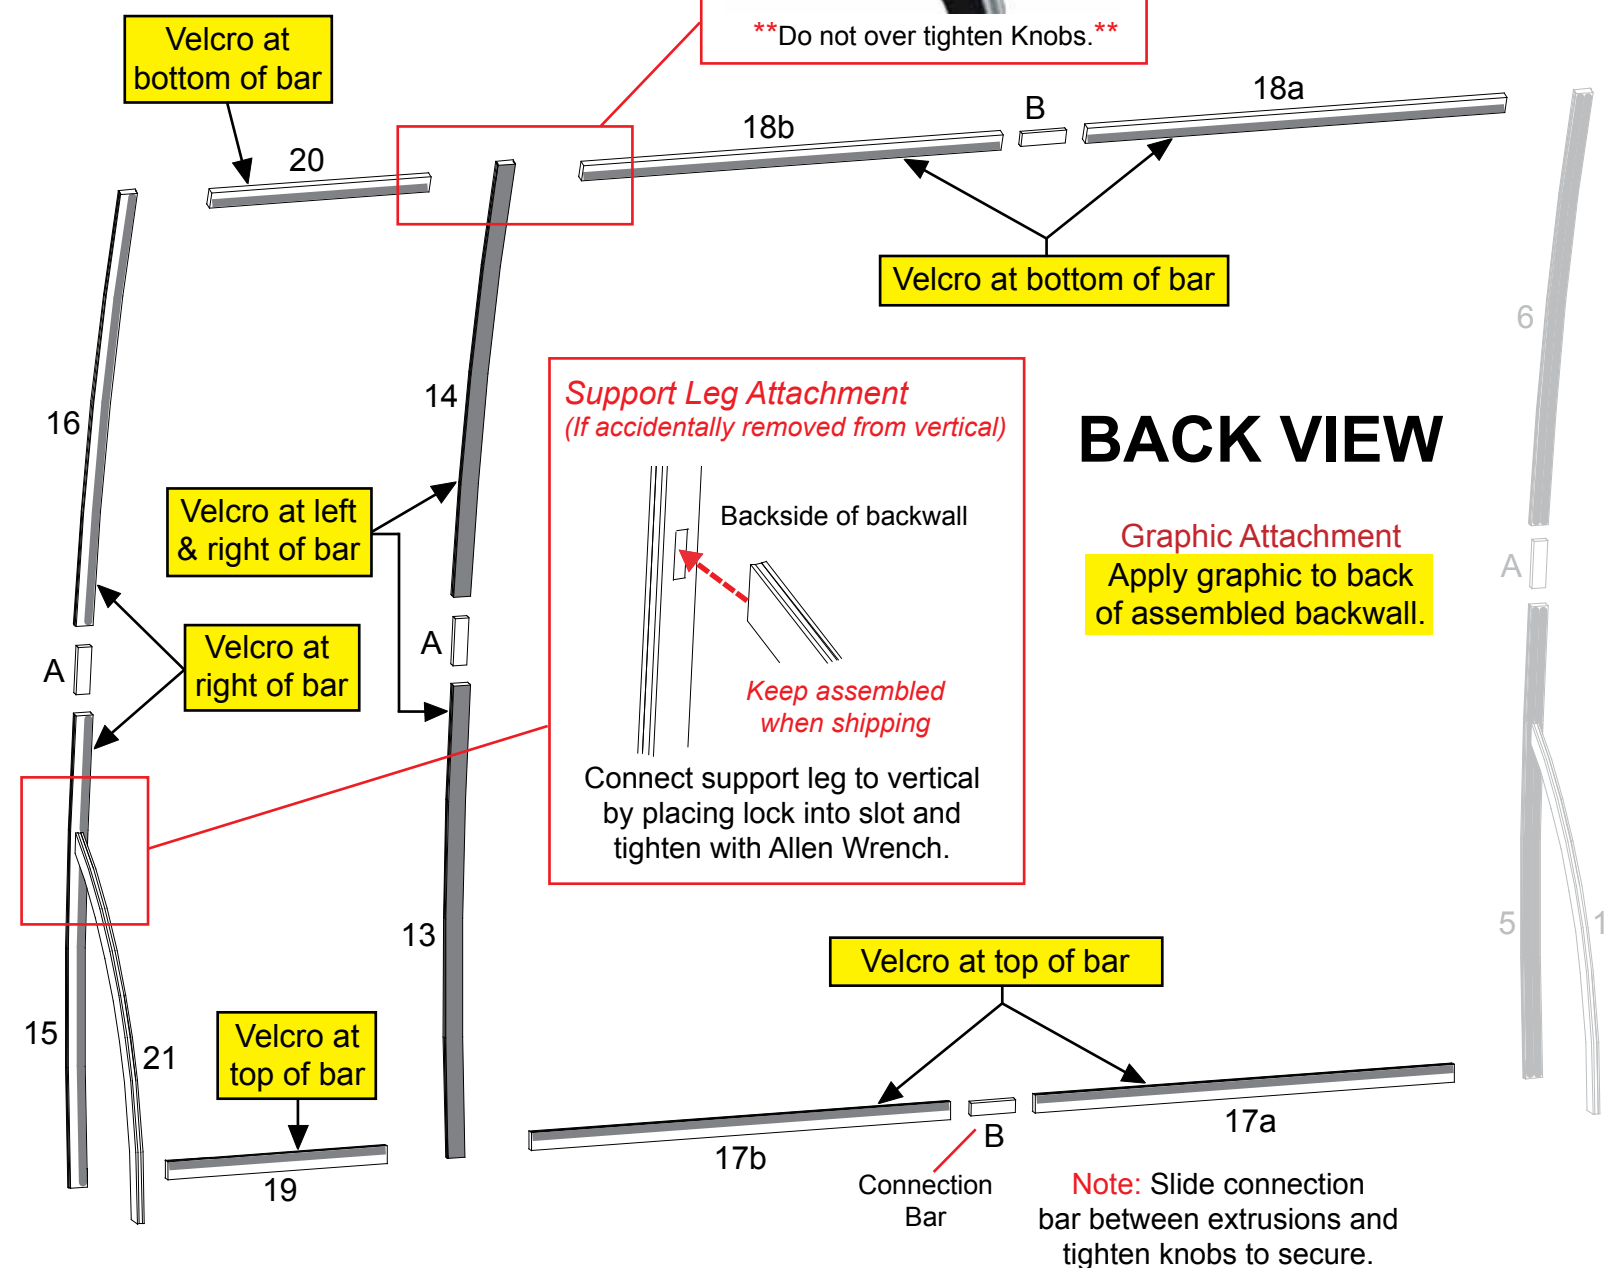 **Do not over tighten Knobs.**
Velcro at
bottom of bar
20
18b
B
18a
Velcro at bottom of bar
6
16
14
Support Leg Attachment
(If accidentally removed from vertical)
Backside of backwall
Keep assembled
when shipping
Connect support leg to vertical
by placing lock into slot and
tighten with Allen Wrench.
BACK VIEW
Graphic Attachment
Apply graphic to back
of assembled backwall.
Velcro at left
& right of bar
A
A
A
Velcro at
right of bar
13
Velcro at top of bar
5
1
15
21
Velcro at
top of bar
19
17b
B
17a
Connection
Bar
Note: Slide connection
bar between extrusions and
tighten knobs to secure.